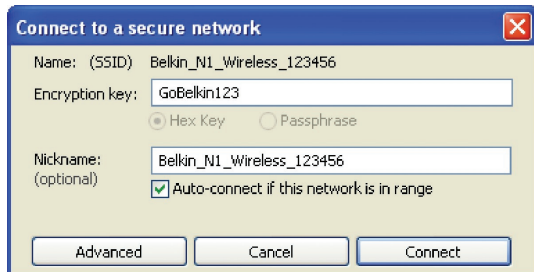 Connect to a secure network
Name: (SSID) Belkin_N1_Wireless_123456
Encryption key: GoBelkin123
Hex Key Passphrase
Nickname: Belkin_N1_Wireless_123456
(optional)
Auto-connect if this network is in range
Advanced Cancel Connect